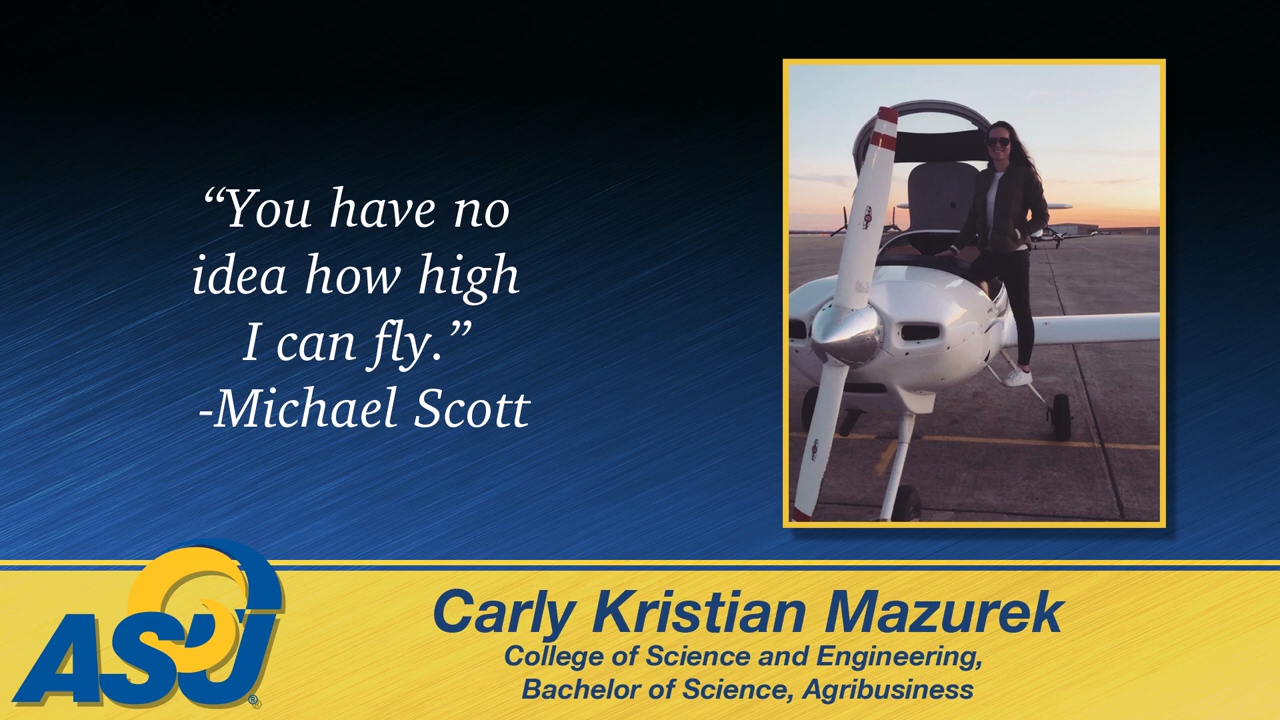 “You have no
idea how high
I can fly.”
-Michael Scott
ASU
®
Carly Kristian Mazurek
College of Science and Engineering,
Bachelor of Science, Agribusiness